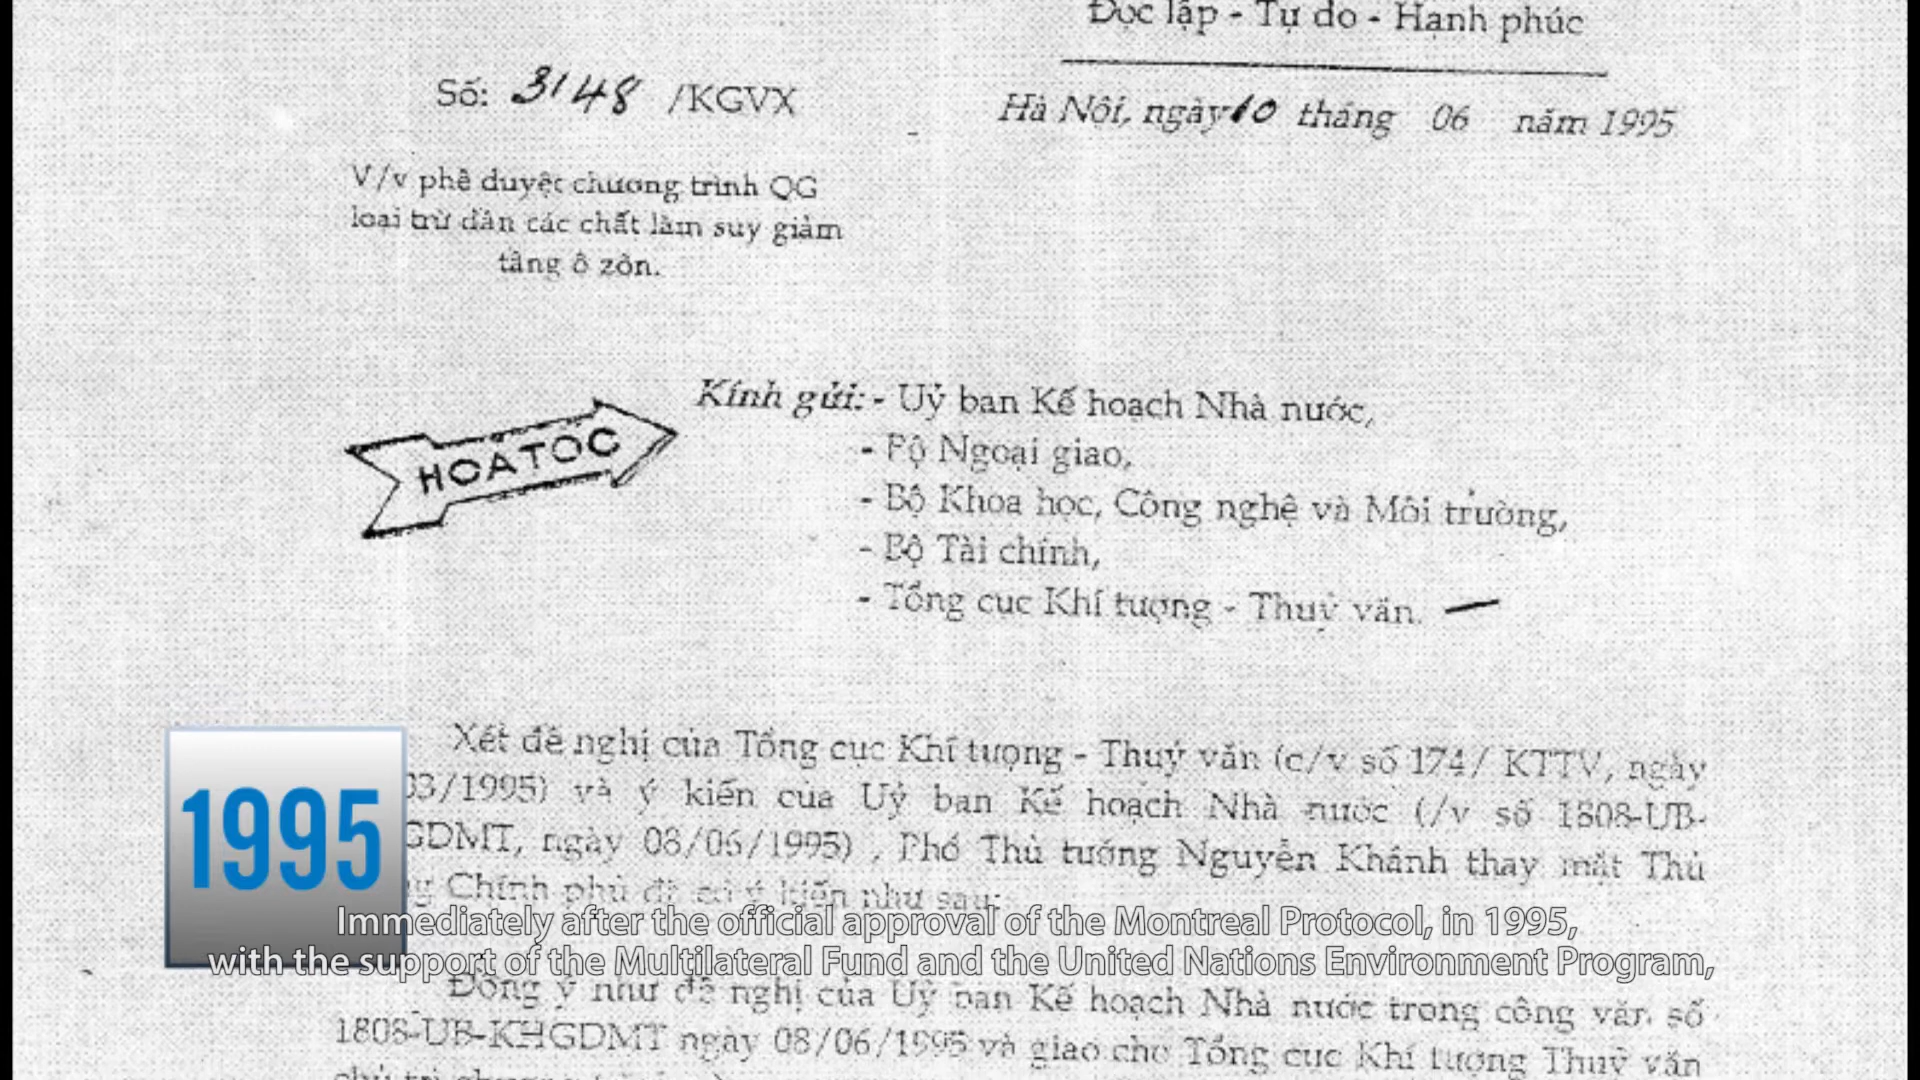 Độc lập - Tự do - Hạnh phúc
Số: 3148 /KGVX
Hà Nội, ngày 10 tháng 06 năm 1995
V/v phê duyệt chương trình QG
loại trừ dần các chất làm suy giảm
tầng ô zôn.
HOẢ TỐC
Kính gửi: - Uỷ ban Kế hoạch Nhà nước,
- Bộ Ngoại giao,
- Bộ Khoa học, Công nghệ và Môi trường,
- Bộ Tài chính,
- Tổng cục Khí tượng - Thuỷ văn.
Xét đề nghị của Tổng cục Khí tượng - Thuỷ văn (c/v số 174/ KTTV, ngày
03/1995) và ý kiến của Uỷ ban Kế hoạch Nhà nước (/v số 1808-UB-
GDMT, ngày 08/06/1995) , Phó Thủ tướng Nguyễn Khánh thay mặt Thủ
Chính phủ đã có ý kiến như sau:
1995
Immediately after the official approval of the Montreal Protocol, in 1995,
with the support of the Multilateral Fund and the United Nations Environment Program,
Đồng ý như đề nghị của Uỷ ban Kế hoạch Nhà nước trong công văn số
1808-UB-KHGDMT ngày 08/06/1995 và giao cho Tổng cục Khí tượng Thuỷ văn